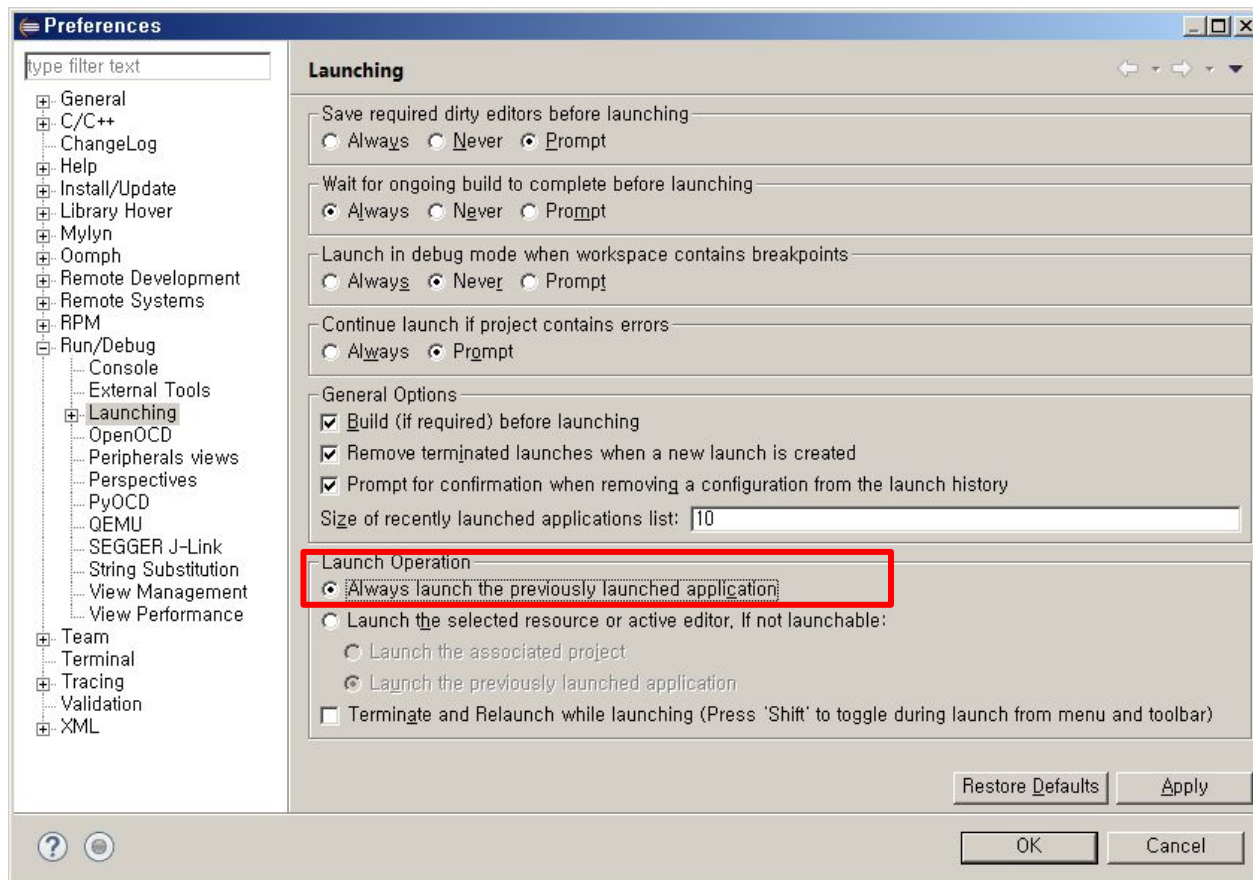 Preferences
type filter text
General
C/C++
ChangeLog
Help
Install/Update
Library Hover
Mylyn
Oomph
Remote Development
Remote Systems
RPM
Run/Debug
Console
External Tools
Launching
OpenOCD
Peripherals views
Perspectives
PyOCD
QEMU
SEGGER J-Link
String Substitution
View Management
View Performance
Team
Terminal
Tracing
Validation
XML
Launching
Save required dirty editors before launching
Always Never Prompt
Wait for ongoing build to complete before launching
Always Never Prompt
Launch in debug mode when workspace contains breakpoints
Always Never Prompt
Continue launch if project contains errors
Always Prompt
General Options
Build (if required) before launching
Remove terminated launches when a new launch is created
Prompt for confirmation when removing a configuration from the launch history
Size of recently launched applications list: 10
Launch Operation
Always launch the previously launched application
Launch the selected resource or active editor, If not launchable:
Launch the associated project
Launch the previously launched application
Terminate and Relaunch while launching (Press 'Shift' to toggle during launch from menu and toolbar)
Restore Defaults Apply
OK Cancel